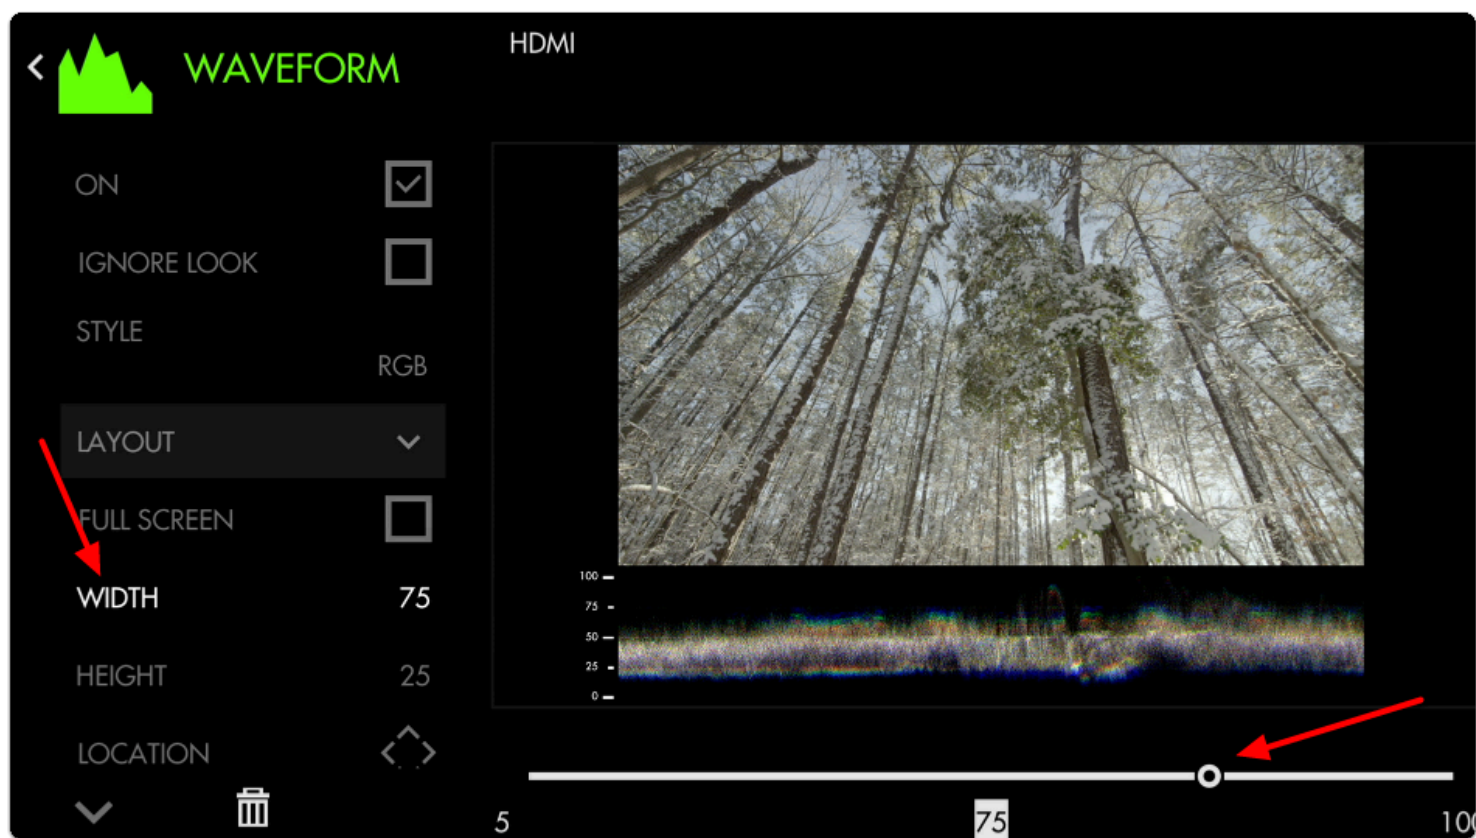 WAVEFORM
HDMI
ON
IGNORE LOOK
STYLE
RGB
LAYOUT
FULL SCREEN
WIDTH 75
HEIGHT 25
LOCATION
100
75
50
25
0
5 75 100